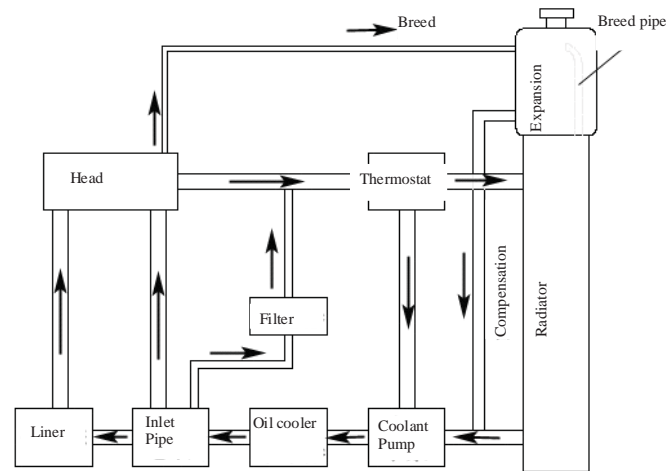 Breed
Breed pipe
Expansion
Head
Thermostat
Compensation
Radiator
Filter
Liner
Inlet
Pipe
Oil cooler
Coolant
Pump